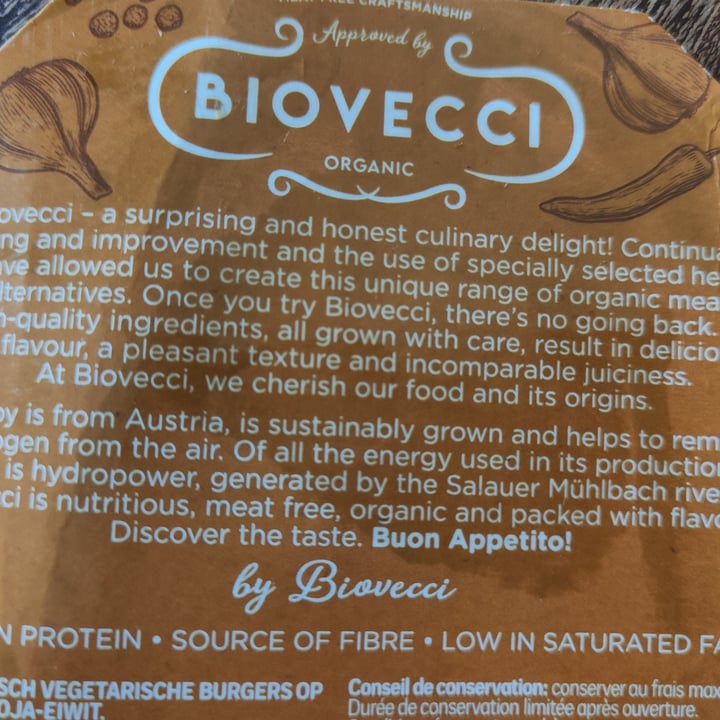 CRAFTSMANSHIP
Approved by
BIOVECCI
ORGANIC
ovecci – a surprising and honest culinary delight! Continu
ng and improvement and the use of specially selected he
ve allowed us to create this unique range of organic mea
lternatives. Once you try Biovecci, there's no going back.
-quality ingredients, all grown with care, result in delicio
flavour, a pleasant texture and incomparable juiciness.
At Biovecci, we cherish our food and its origins.
oy is from Austria, is sustainably grown and helps to rem
ogen from the air. Of all the energy used in its production
is hydropower, generated by the Salauer Mühlbach rive
cci is nutritious, meat free, organic and packed with flavo
Discover the taste. Buon Appetito!
by Biovecci
N PROTEIN • SOURCE OF FIBRE • LOW IN SATURATED FA
SCH VEGETARISCHE BURGERS OP
OJA-EIWIT.
Conseil de conservation: conserver au frais max
Durée de conservation limitée après ouverture.